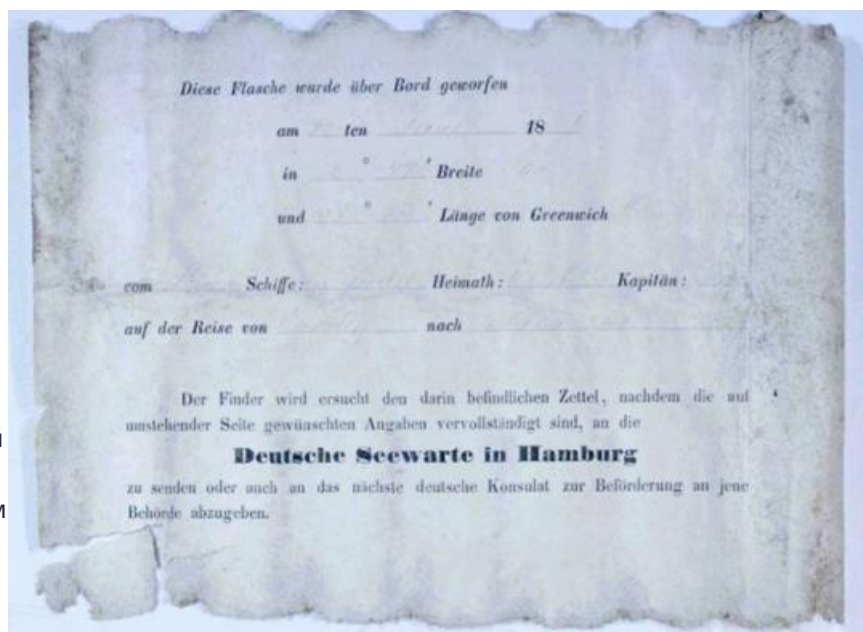 Diese Flasche wurde über Bord geworfen
am ten 18
in ° ' Breite
und ° ' Länge von Greenwich
vom Schiffe: Heimath: Kapitän:
auf der Reise von nach
Der Finder wird ersucht den darin befindlichen Zettel, nachdem die auf
umstehender Seite gewünschten Angaben vervollständigt sind, an die
Deutsche Seewarte in Hamburg
zu senden oder auch an das nächste deutsche Konsulat zur Beförderung an jene
Behörde abzugeben.